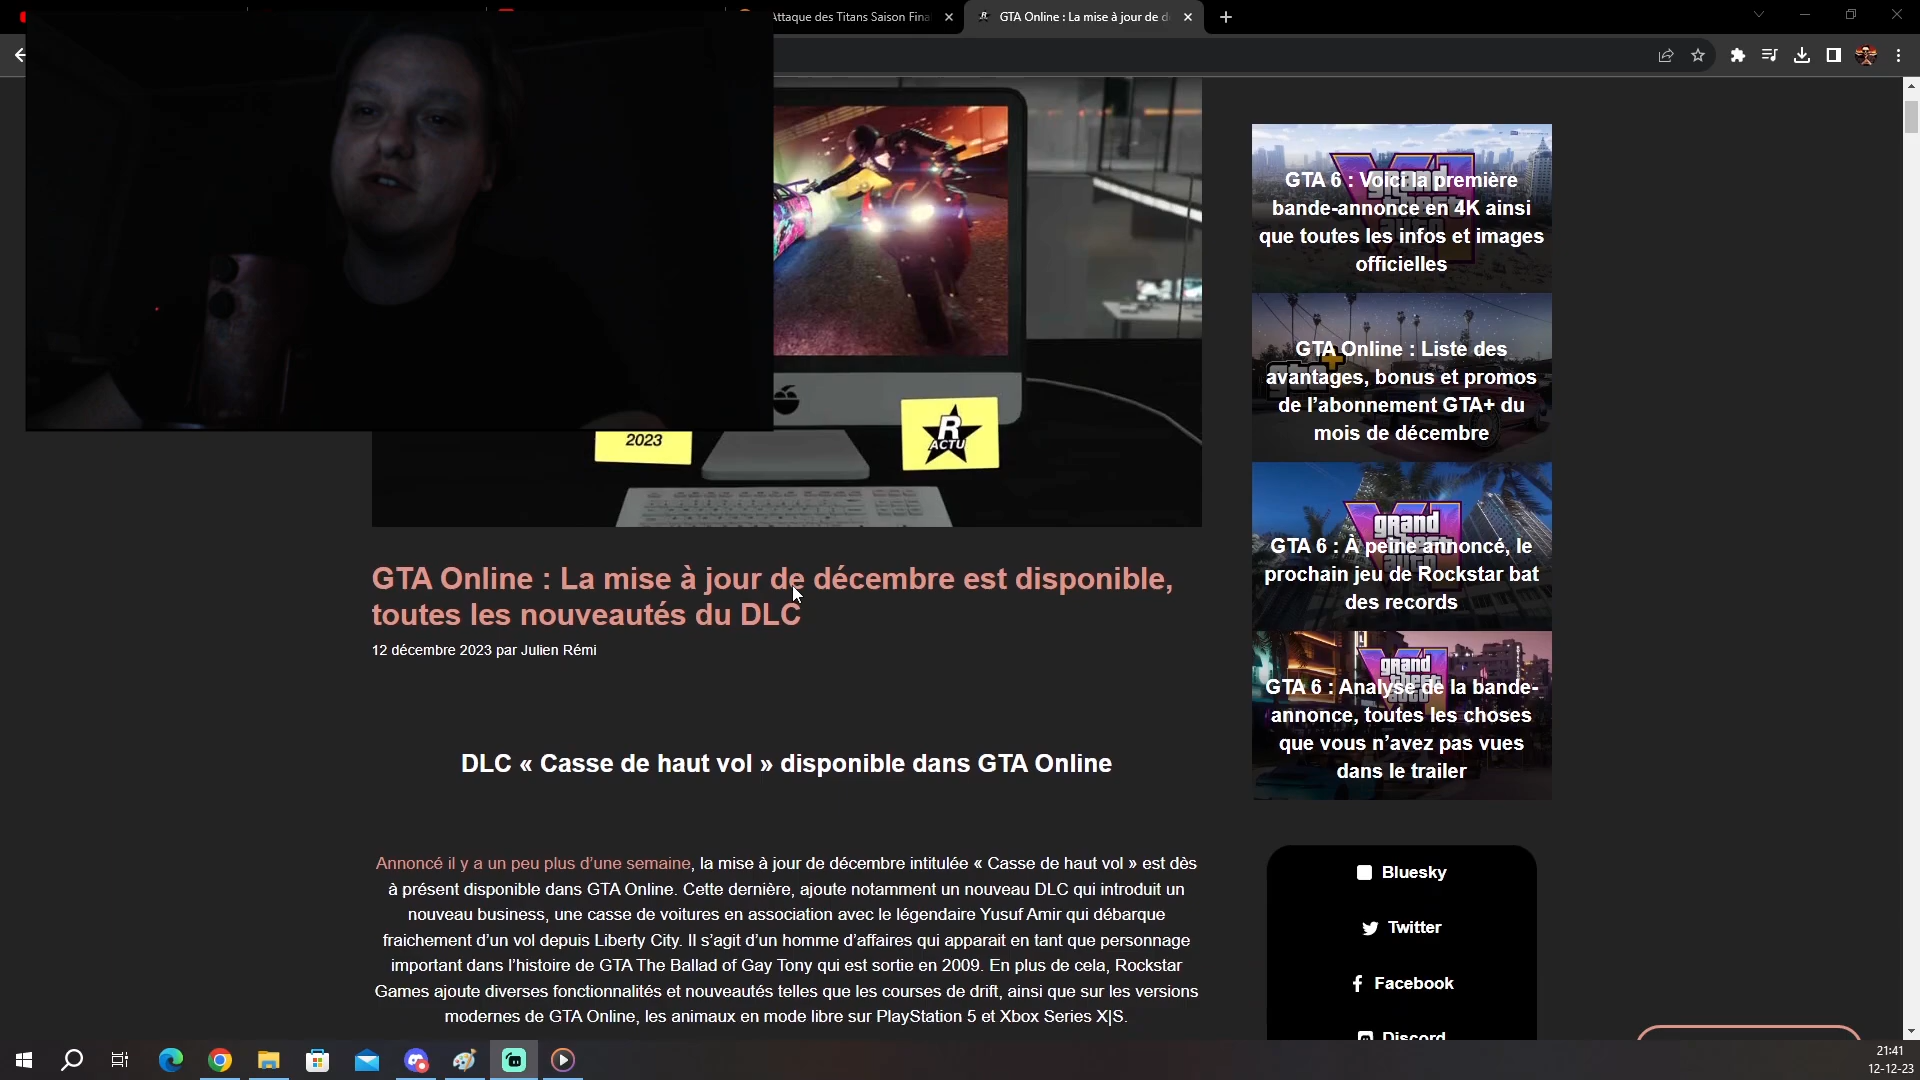 Attaque des Titans Saison Fina
GTA Online : La mise à jour de d
2023
R
ACTU
GTA Online : La mise à jour de décembre est disponible,
toutes les nouveautés du DLC
12 décembre 2023 par Julien Rémi
DLC « Casse de haut vol » disponible dans GTA Online
Annoncé il y a un peu plus d'une semaine, la mise à jour de décembre intitulée « Casse de haut vol » est dès
à présent disponible dans GTA Online. Cette dernière, ajoute notamment un nouveau DLC qui introduit un
nouveau business, une casse de voitures en association avec le légendaire Yusuf Amir qui débarque
fraichement d'un vol depuis Liberty City. Il s'agit d'un homme d'affaires qui apparait en tant que personnage
important dans l'histoire de GTA The Ballad of Gay Tony qui est sortie en 2009. En plus de cela, Rockstar
Games ajoute diverses fonctionnalités et nouveautés telles que les courses de drift, ainsi que sur les versions
modernes de GTA Online, les animaux en mode libre sur PlayStation 5 et Xbox Series X|S.
GTA 6 : Voici la première
bande-annonce en 4K ainsi
que toutes les infos et images
officielles
GTA Online : Liste des
avantages, bonus et promos
de l'abonnement GTA+ du
mois de décembre
grand
GTA 6 : À peine annoncé, le
prochain jeu de Rockstar bat
des records
grand
GTA 6 : Analyse de la bande-
annonce, toutes les choses
que vous n'avez pas vues
dans le trailer
Bluesky
Twitter
Facebook
Discord
21:41
12-12-23